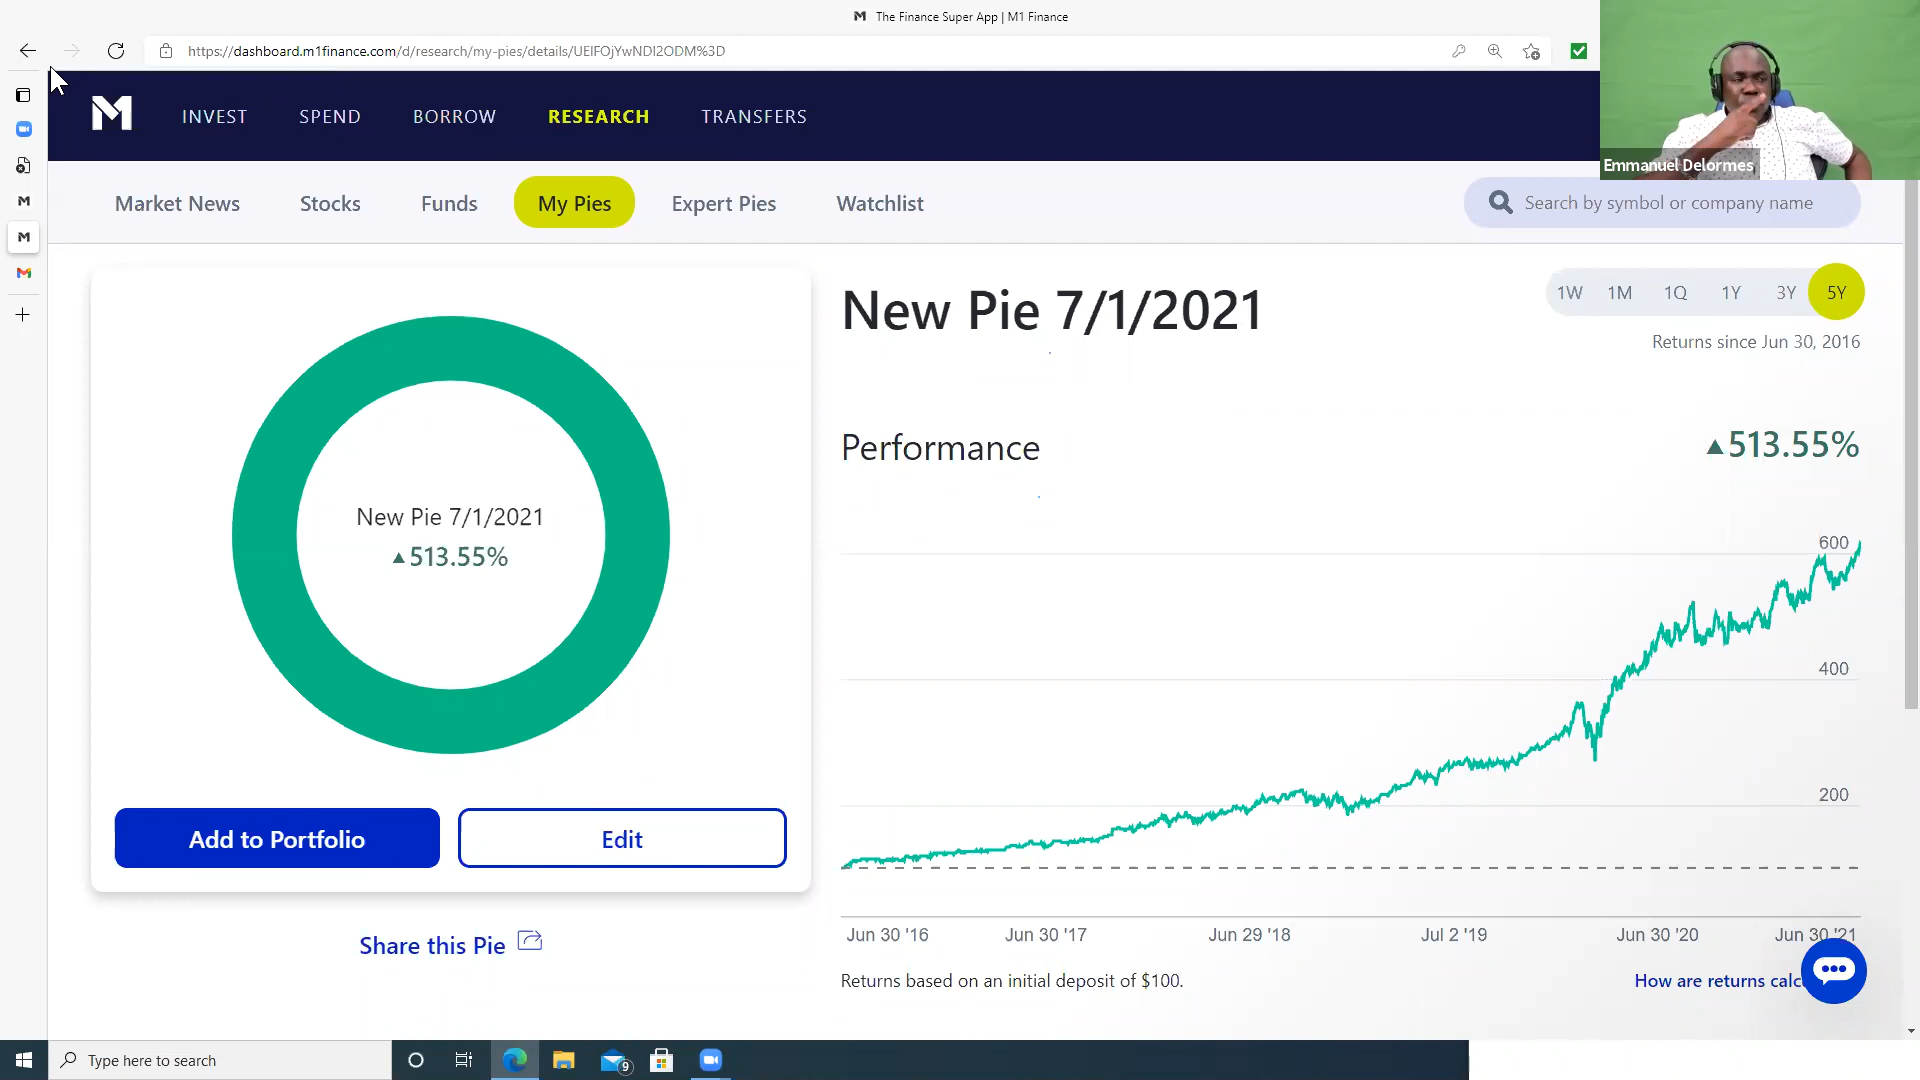 The Finance Super App | M1 Finance
https://dashboard.m1finance.com/d/research/my-pies/details/UEIFOjYwNDI2ODM%3D
Emmanuel Delormes
INVEST SPEND BORROW RESEARCH TRANSFERS
Market News Stocks Funds My Pies Expert Pies Watchlist Search by symbol or company name
New Pie 7/1/2021
1W 1M 1Q 1Y 3Y 5Y
Returns since Jun 30, 2016
Performance
513.55%
New Pie 7/1/2021
513.55%
600
400
200
Jun 30 '16 Jun 30 '17 Jun 29 '18 Jul 2 '19 Jun 30 '20 Jun 30 '21
Returns based on an initial deposit of $100.
How are returns calc
Add to Portfolio
Edit
Share this Pie
Type here to search
9